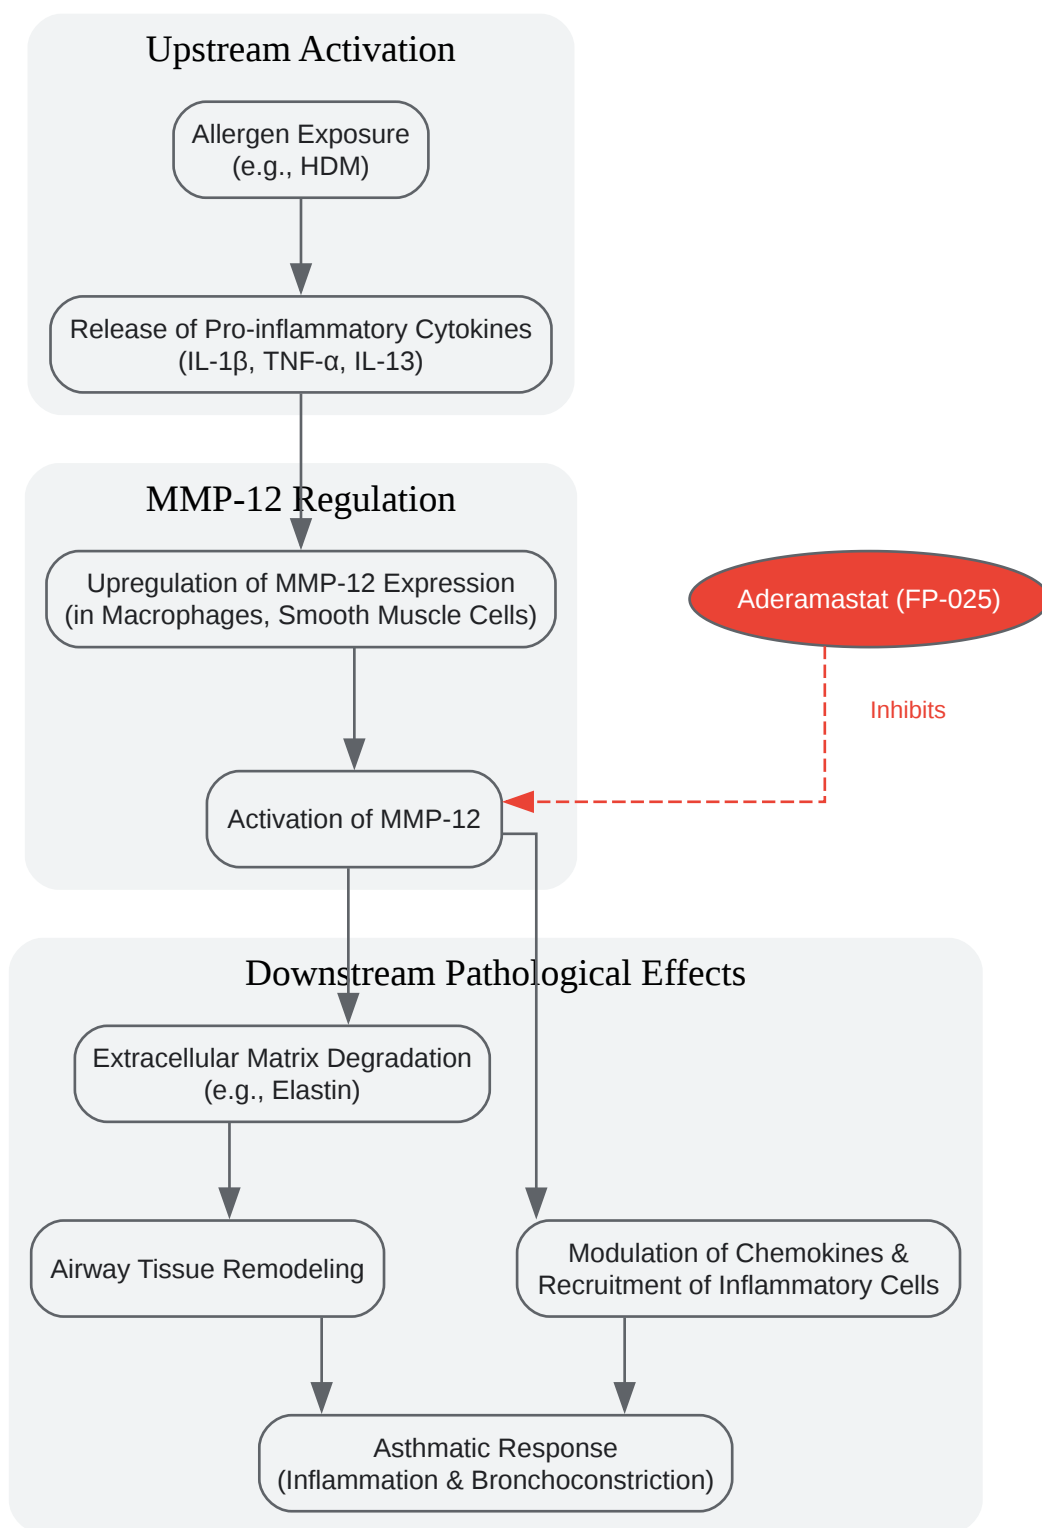 Upstream Activation
Allergen Exposure
(e.g., HDM)
Release of Pro-inflammatory Cytokines
(IL-1β, TNF-α, IL-13)
MMP-12 Regulation
Upregulation of MMP-12 Expression
(in Macrophages, Smooth Muscle Cells)
Aderamastat (FP-025)
Inhibits
Activation of MMP-12
Downstream Pathological Effects
Extracellular Matrix Degradation
(e.g., Elastin)
Airway Tissue Remodeling
Modulation of Chemokines &
Recruitment of Inflammatory Cells
Asthmatic Response
(Inflammation & Bronchoconstriction)